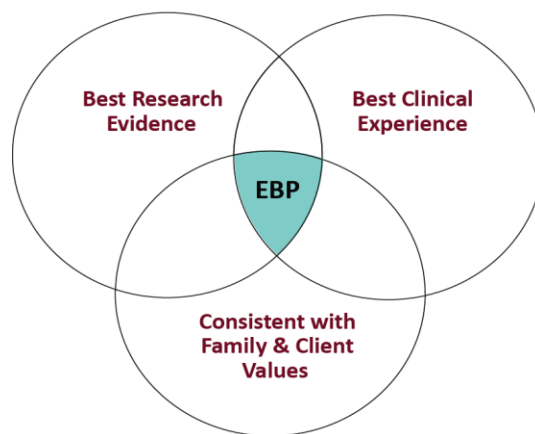 Best Research
Evidence
Best Clinical
Experience
EBP
Consistent with
Family & Client
Values